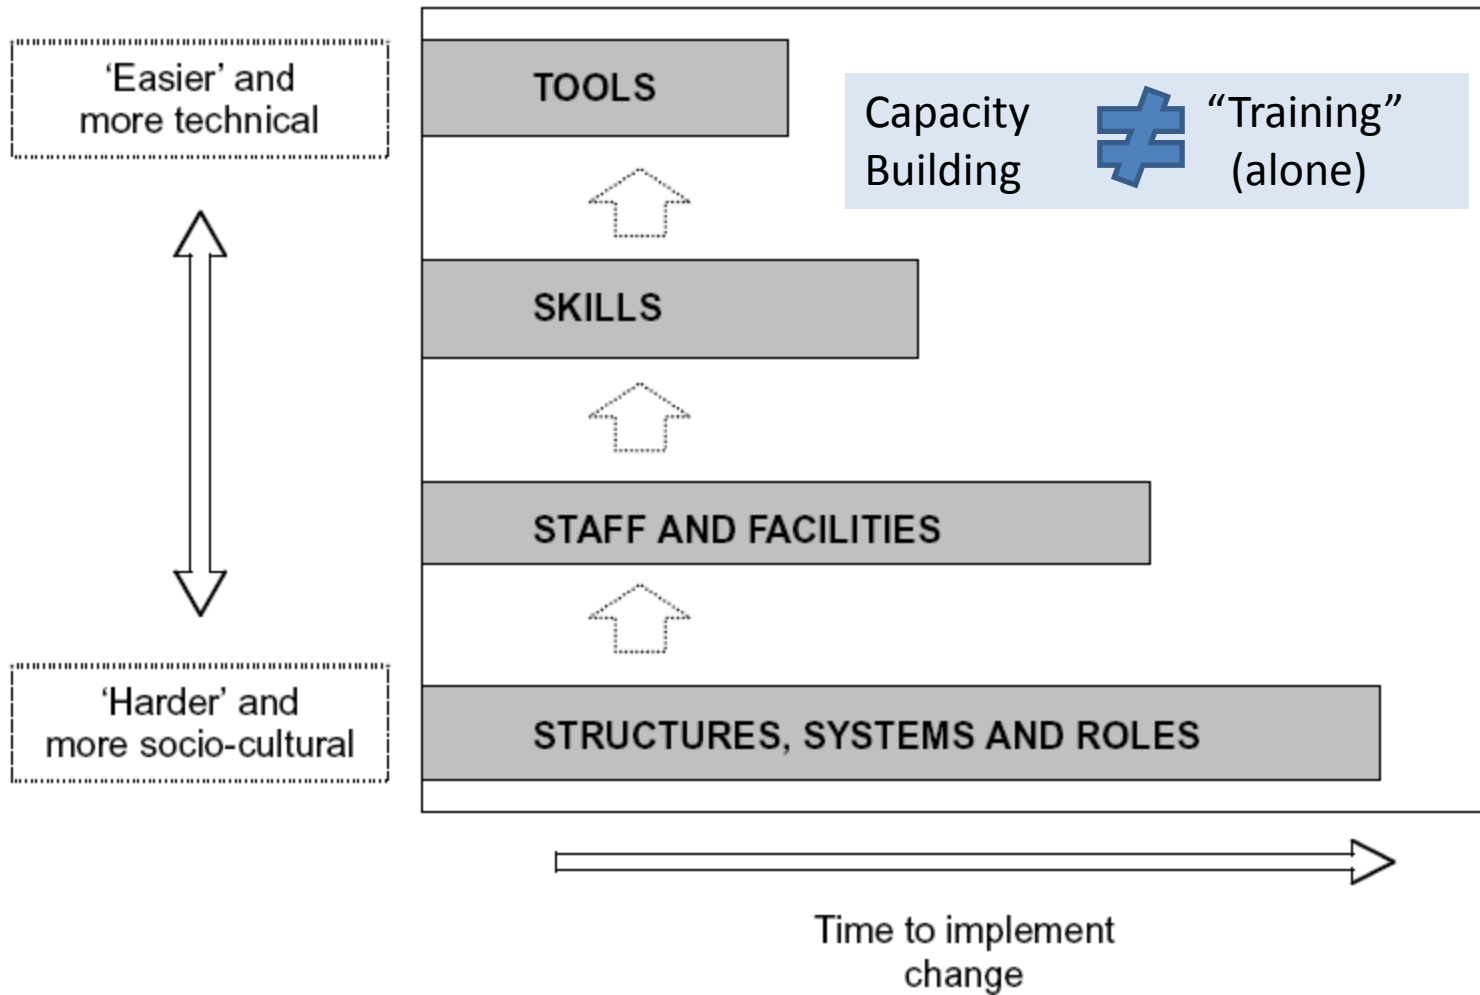 ‘Easier’ and
more technical
TOOLS
Capacity
Building
≠
“Training”
(alone)
SKILLS
STAFF AND FACILITIES
‘Harder’ and
more socio-cultural
STRUCTURES, SYSTEMS AND ROLES
Time to implement
change